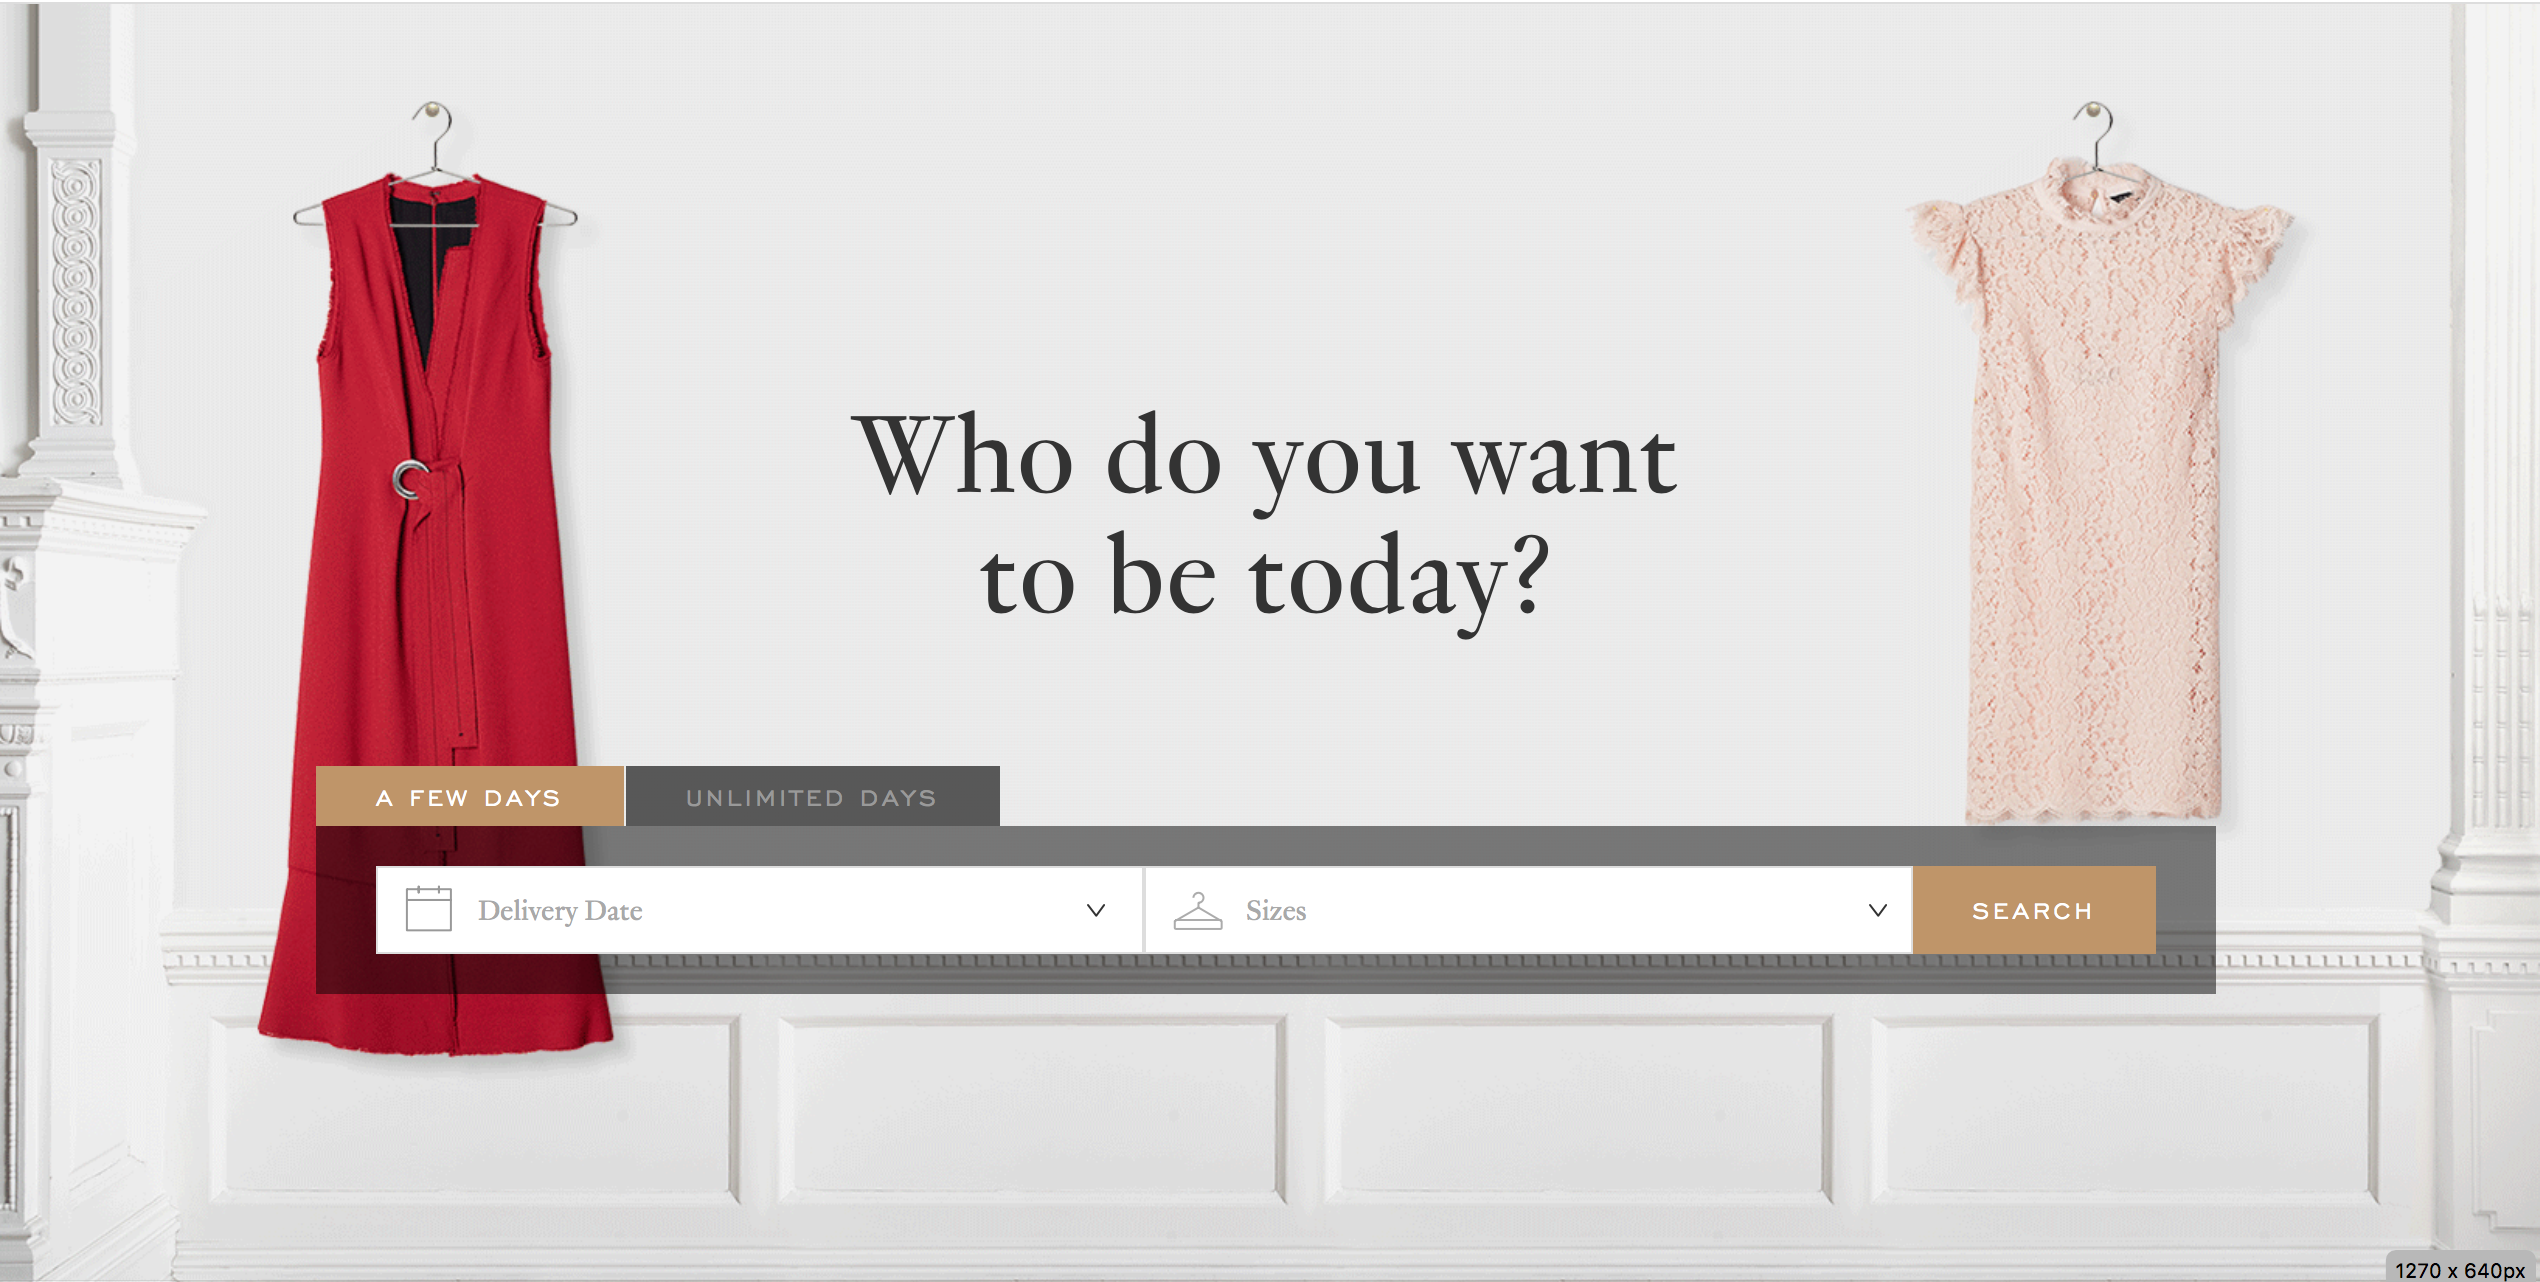 Who do you want
to be today?
A FEW DAYS
UNLIMITED DAYS
Delivery Date
Sizes
SEARCH
1270 x 640px